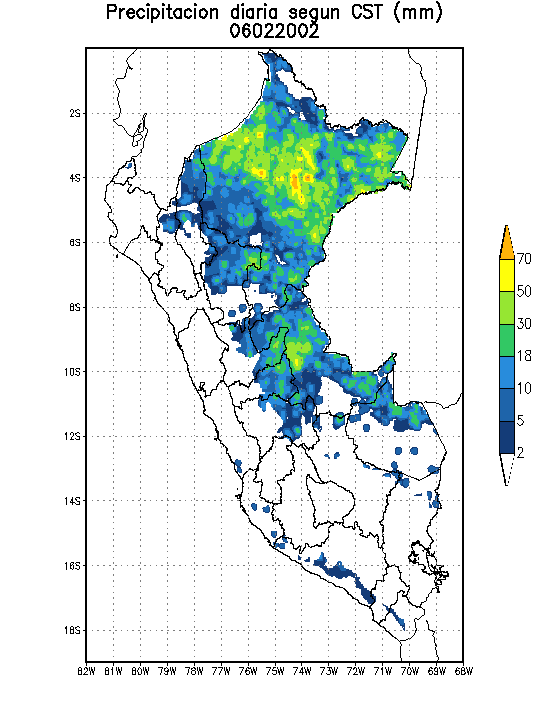 Precipitacion diaria segun CST (mm)
06022002
2S
4S
6S
8S
10S
12S
14S
16S
18S
82W 81W 80W 79W 78W 77W 76W 75W 74W 73W 72W 71W 70W 69W 68W
70
50
30
18
10
5
2